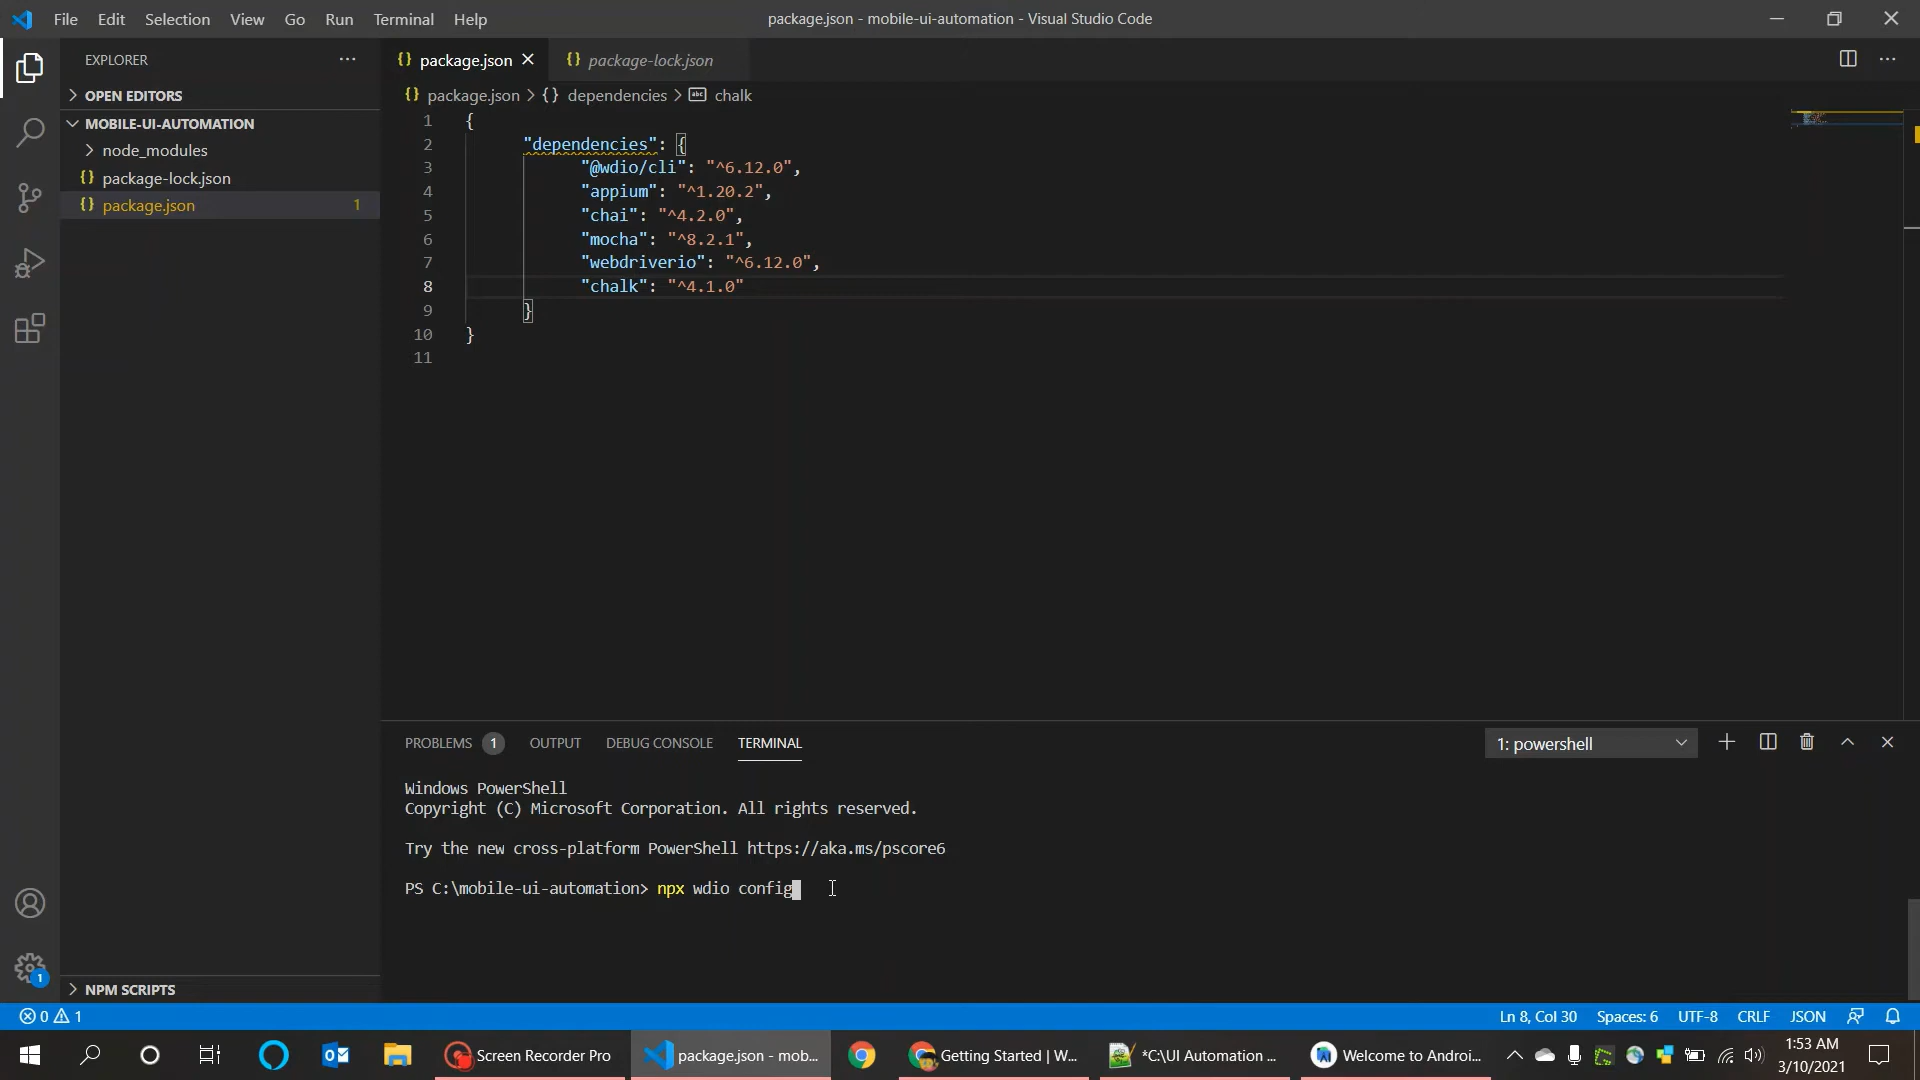 File Edit Selection View Go Run Terminal Help
package.json - mobile-ui-automation - Visual Studio Code
EXPLORER
package.json
package-lock.json
OPEN EDITORS
package.json > {} dependencies > chalk
MOBILE-UI-AUTOMATION
node_modules
package-lock.json
package.json 1
1 {
2 "dependencies": {
3 "@wdio/cli": "^6.12.0",
4 "appium": "^1.20.2",
5 "chai": "^4.2.0",
6 "mocha": "^8.2.1",
7 "webdriverio": "^6.12.0",
8 "chalk": "^4.1.0"
9 }
10 }
11
PROBLEMS 1 OUTPUT DEBUG CONSOLE TERMINAL
1: powershell
Windows PowerShell
Copyright (C) Microsoft Corporation. All rights reserved.
Try the new cross-platform PowerShell https://aka.ms/pscore6
PS C:\mobile-ui-automation> npx wdio config
1
NPM SCRIPTS
0 1
Ln 8, Col 30 Spaces: 6 UTF-8 CRLF JSON
Screen Recorder Pro
package.json - mob...
Getting Started | W...
*C:\UI Automation ...
Welcome to Androi...
1:53 AM
3/10/2021